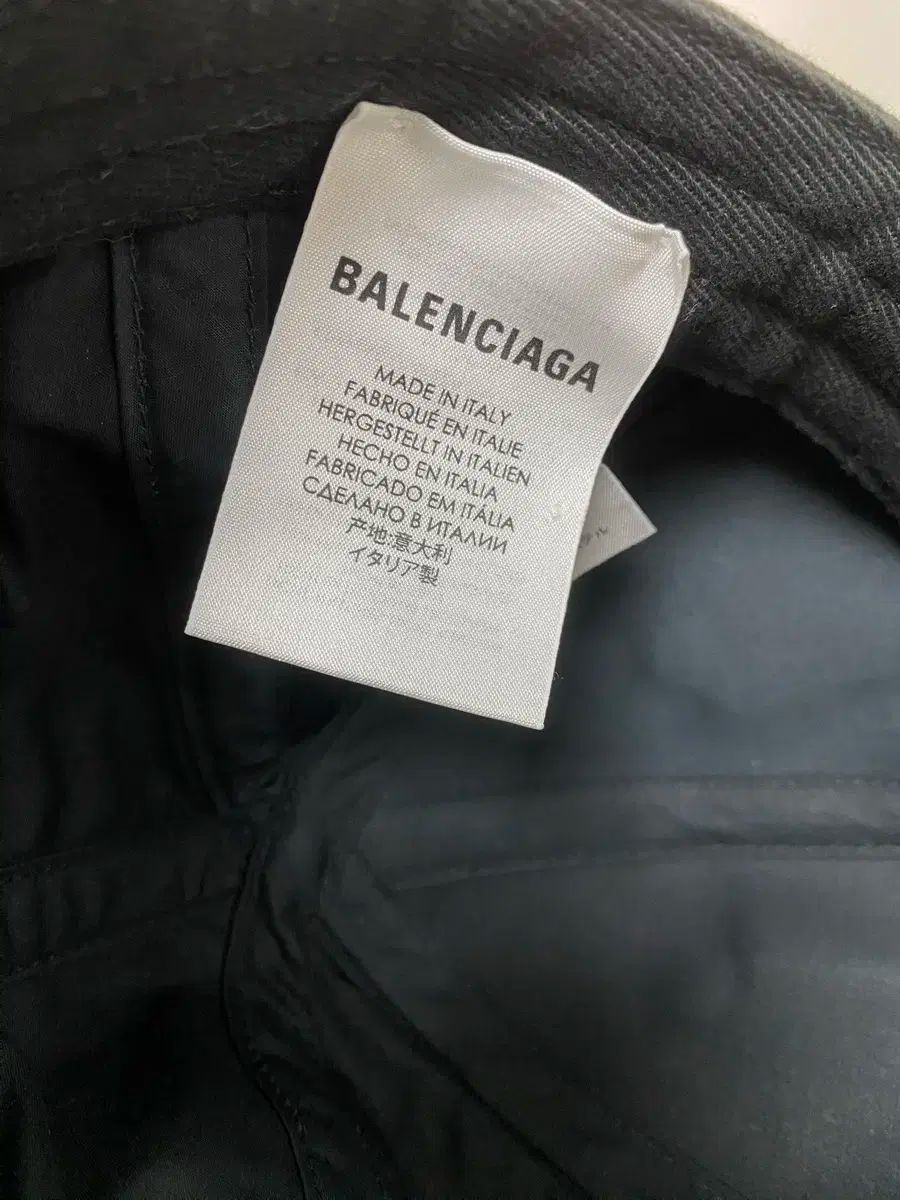 BALENCIAGA
MADE IN ITALY
FABRIQUÉ EN ITALIE
HERGESTELLT IN ITALIEN
HECHO EN ITALIA
FABRICADO EM ITÁLIA
СДЕЛАНО В ИТАЛИИ
产地:意大利
イタリア製